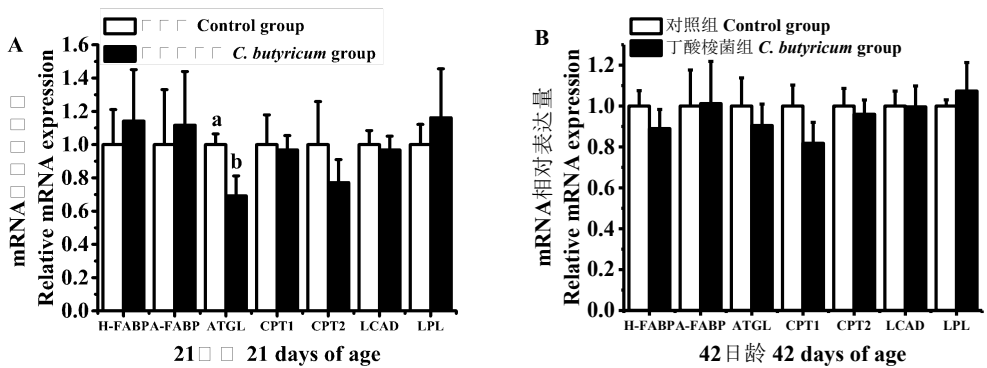 A
Control group
C. butyricum group
mRNA
Relative mRNA expression
1.6
1.4
1.2
1.0
0.8
0.6
0.4
0.2
0.0
a
b
H-FABP A-FABP ATGL CPT1 CPT2 LCAD LPL
21 21 days of age
B
对照组 Control group
丁酸梭菌组 C. butyricum group
mRNA相对表达量
Relative mRNA expression
1.2
1.0
0.8
0.6
0.4
0.2
0.0
H-FABP A-FABP ATGL CPT1 CPT2 LCAD LPL
42日龄 42 days of age